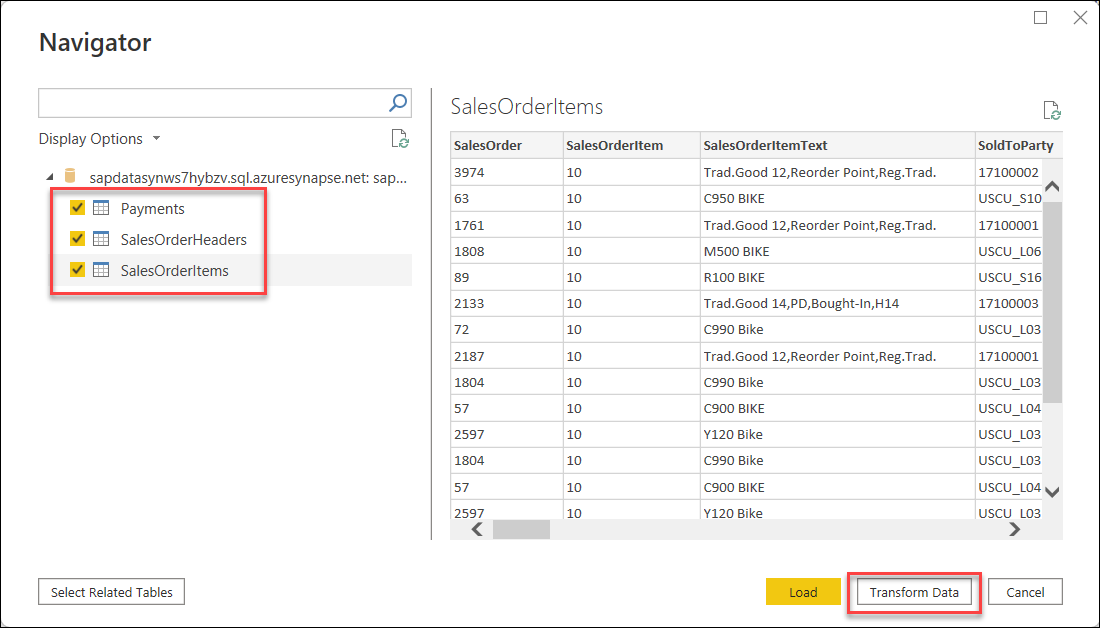 Navigator
Display Options
sapdatasynws7hybzv.sql.azuresynapse.net: sap...
Payments
SalesOrderHeaders
SalesOrderItems
Select Related Tables
SalesOrderItems
SalesOrder SalesOrderItem SalesOrderItemText SoldToParty
3974 10 Trad.Good 12,Reorder Point,Reg.Trad. 17100002
63 10 C950 BIKE USCU_S10
1761 10 Trad.Good 12,Reorder Point,Reg.Trad. 17100001
1808 10 M500 BIKE USCU_L06
89 10 R100 BIKE USCU_S16
2133 10 Trad.Good 14,PD,Bought-In,H14 17100003
72 10 C990 Bike USCU_L03
2187 10 Trad.Good 12,Reorder Point,Reg.Trad. 17100001
1804 10 C990 Bike USCU_L03
57 10 C900 BIKE USCU_L04
2597 10 Y120 Bike USCU_L03
1804 10 C990 Bike USCU_L03
57 10 C900 BIKE USCU_L04
2597 10 Y120 Bike USCU_L03
Load Transform Data Cancel